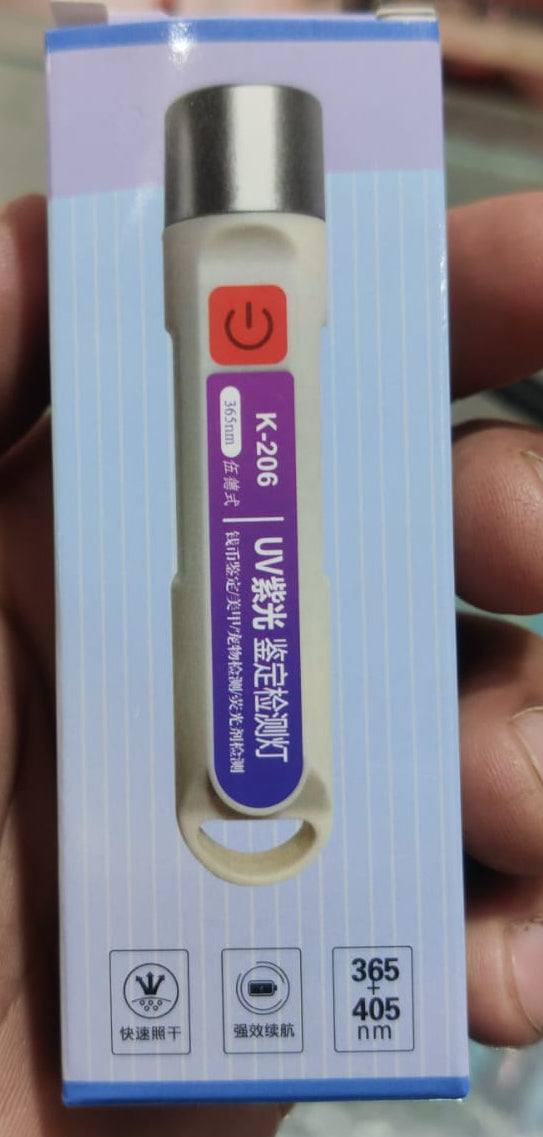 K-206
365nm 伍德式
UV紫光 鉴定检测灯
钱币鉴定/美甲/宠物检测/荧光剂检测
快速照干
强效续航
365
+
405
nm